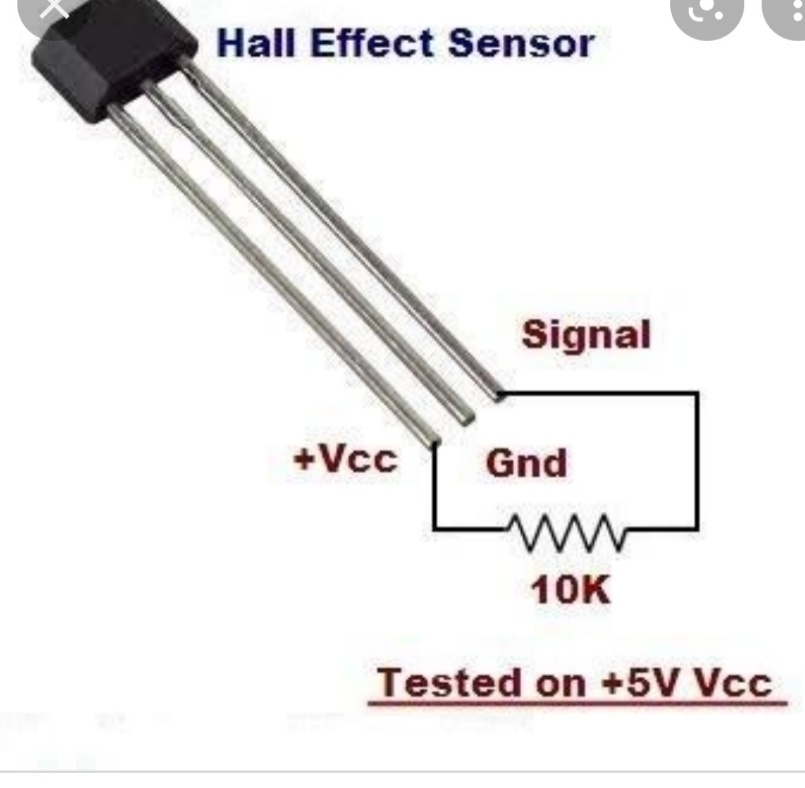 Hall Effect Sensor
Signal
+Vcc
Gnd
10K
Tested on +5V Vcc